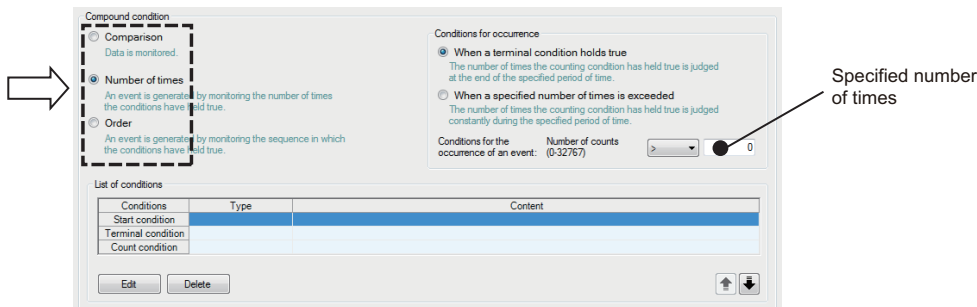 Compound condition
Comparison
Data is monitored.
Number of times
An event is generated by monitoring the number of times
the conditions have held true.
Order
An event is generated by monitoring the sequence in which
the conditions have held true.
Conditions for occurrence
When a terminal condition holds true
The number of times the counting condition has held true is judged
at the end of the specified period of time.
When a specified number of times is exceeded
The number of times the counting condition has held true is judged
constantly during the specified period of time.
Conditions for the
occurrence of an event:
Number of counts
(0-32767)
>
0
Specified number
of times
List of conditions
Conditions Type Content
Start condition
Terminal condition
Count condition
Edit Delete